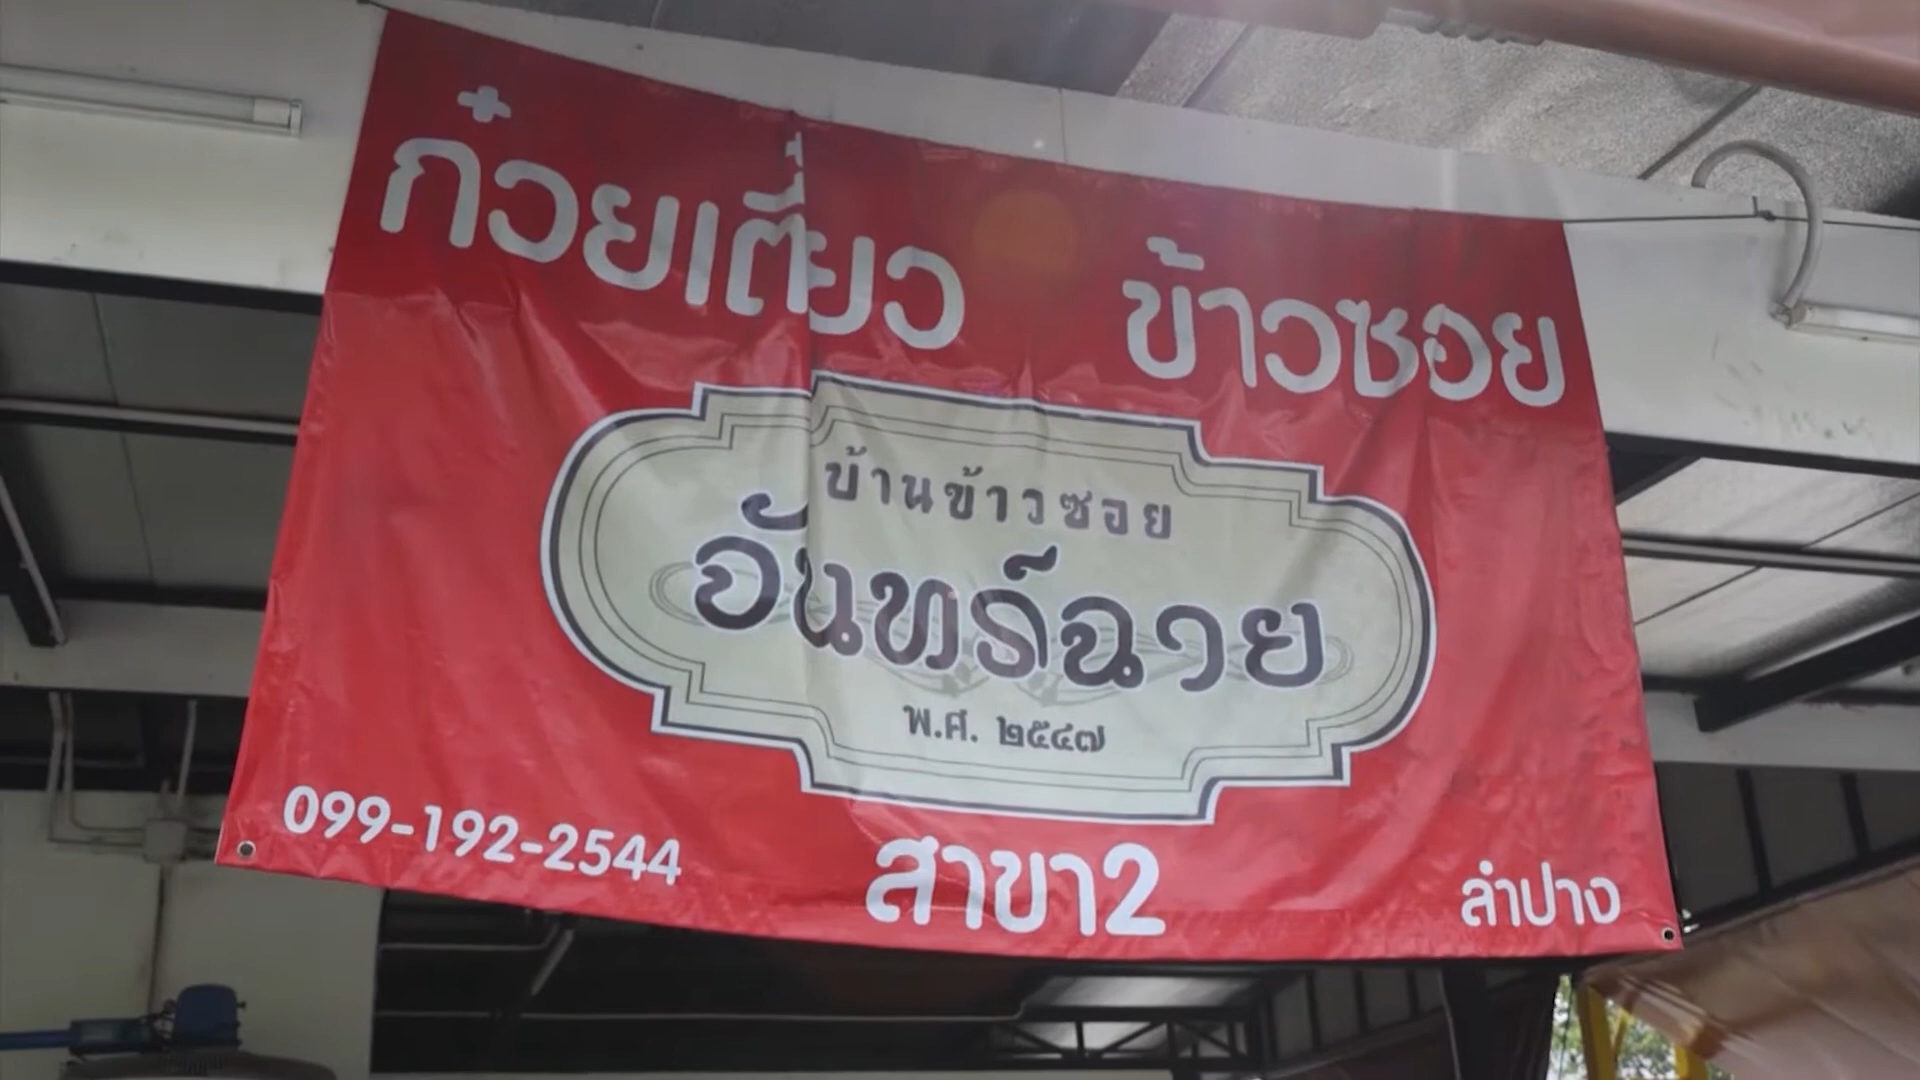 ก๋วยเตี๋ยว ข้าวซอย
บ้านข้าวซอย
อันทร์ฉาย
พ.ศ. ๒๕๔๗
099-192-2544 สาขา2 ลำปาง